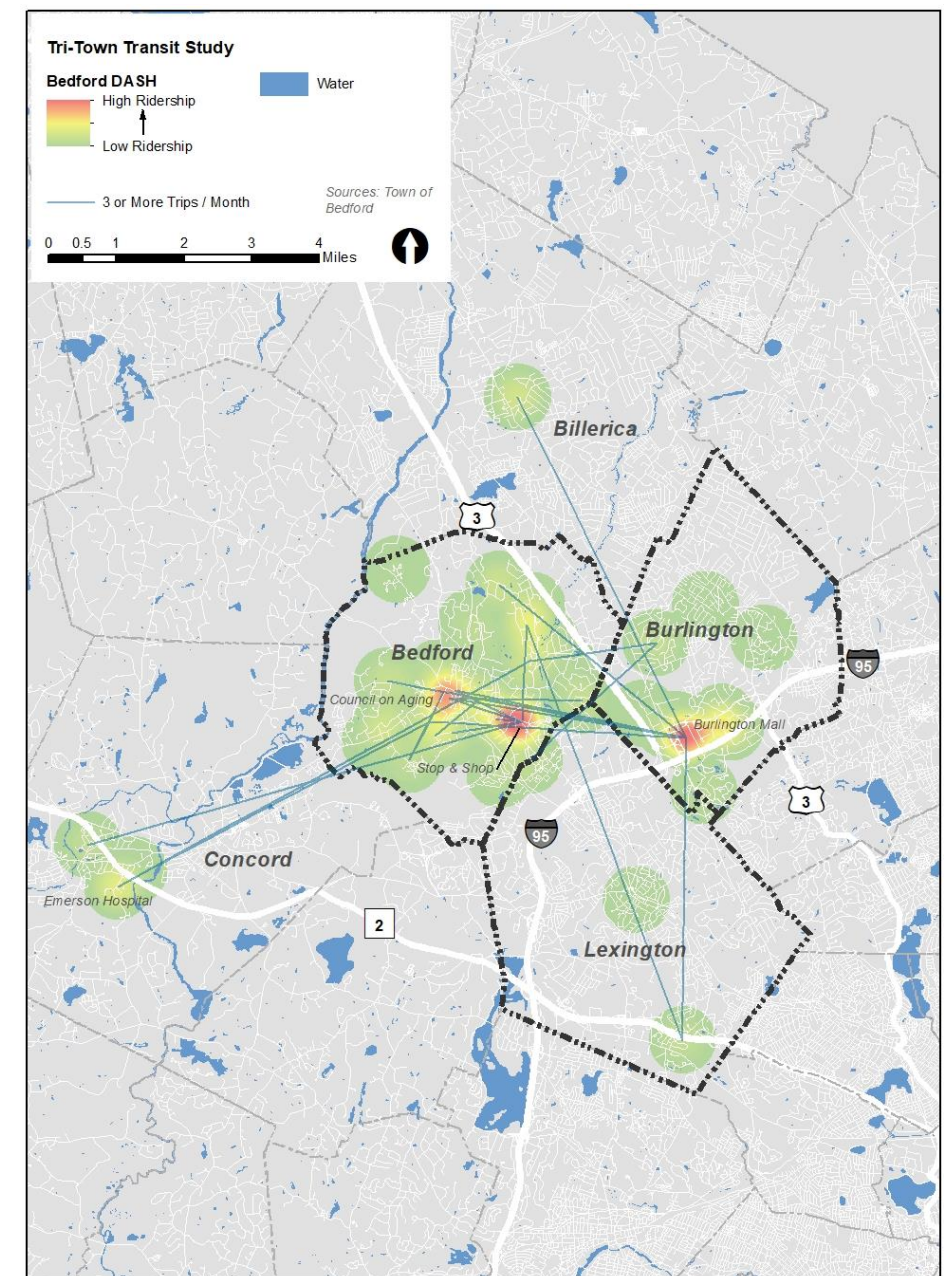 Tri-Town Transit Study
Bedford DASH
High Ridership
Low Ridership
Water
3 or More Trips / Month
Sources: Town of
Bedford
0 0.5 1 2 3 4
Miles
Billerica
3
Burlington
Bedford
95
Council on Aging
Burlington Mall
Stop & Shop
3
95
Concord
Emerson Hospital
2
Lexington